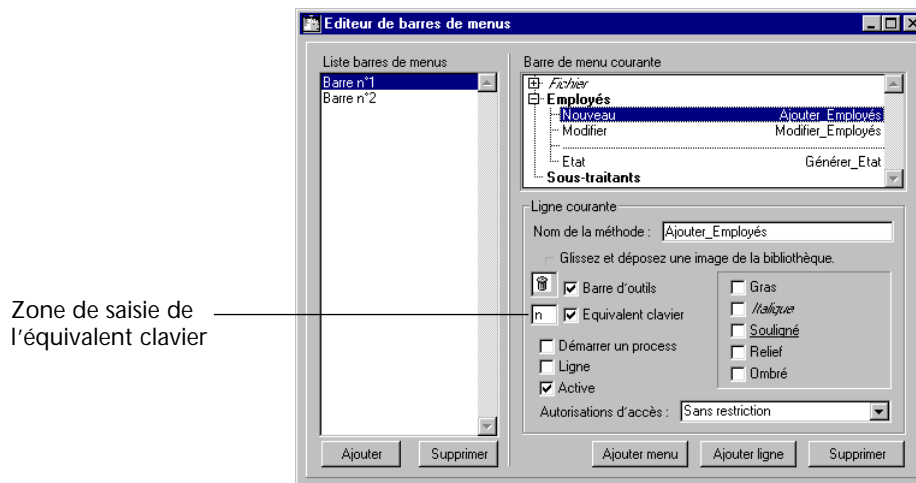 Editeur de barres de menus
Liste barres de menus
Barre n°1
Barre n°2
Ajouter
Supprimer
Barre de menu courante
Fichier
Employés
Nouveau Ajouter_Employés
Modifier Modifier_Employés
Etat Générer_Etat
Sous-traitants
Ligne courante
Nom de la méthode : Ajouter_Employés
Glissez et déposez une image de la bibliothèque.
Barre d'outils
n Equivalent clavier
Démarrer un process
Ligne
Active
Gras
Italique
Souligné
Relief
Ombré
Autorisations d'accès : Sans restriction
Ajouter menu
Ajouter ligne
Supprimer
Zone de saisie de
l'équivalent clavier